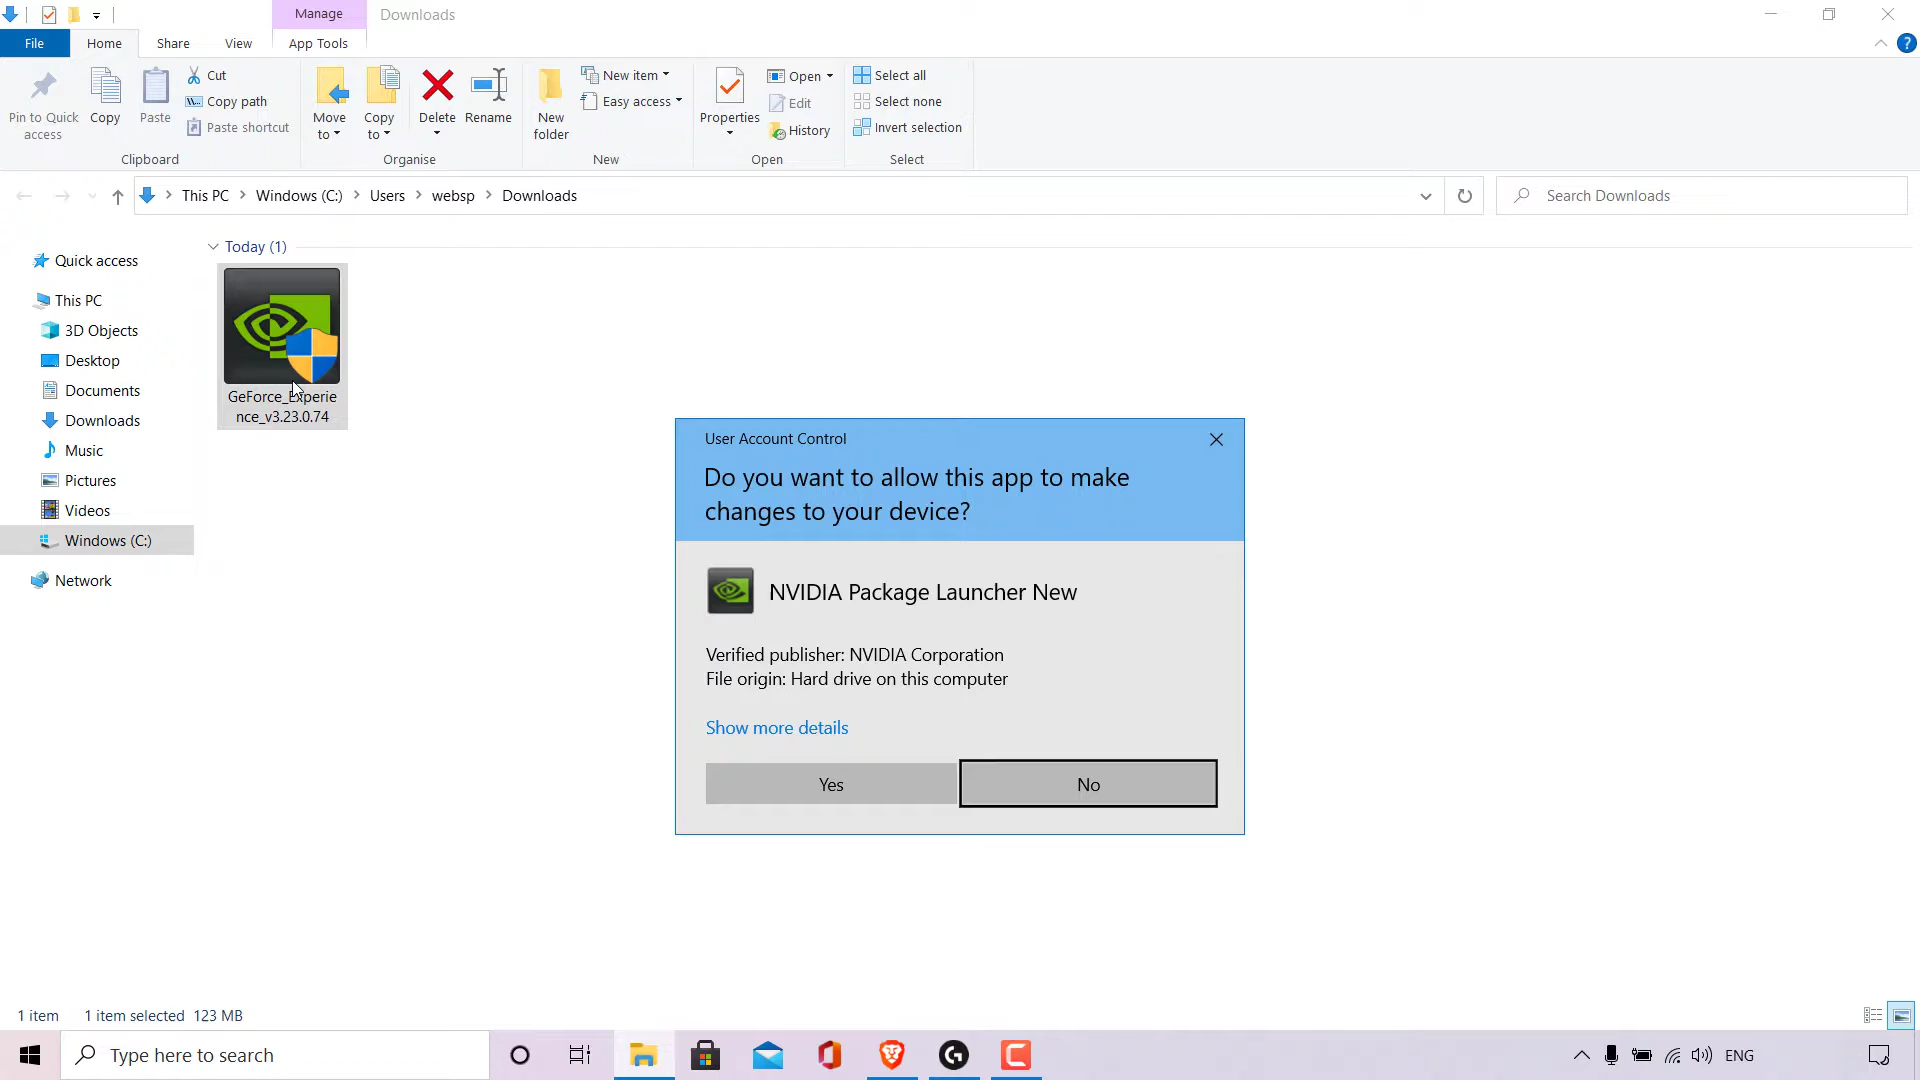 Manage
Downloads
File
Home
Share
View
App Tools
Pin to Quick
access
Copy
Paste
Cut
Copy path
Paste shortcut
Clipboard
Move
to
Copy
to
Delete
Rename
Organise
New
folder
New item
Easy access
New
Properties
Open
Edit
History
Open
Select all
Select none
Invert selection
Select
This PC
Windows (C:)
Users
websp
Downloads
Search Downloads
Today (1)
GeForce_Experie
nce_v3.23.0.74
Quick access
This PC
3D Objects
Desktop
Documents
Downloads
Music
Pictures
Videos
Windows (C:)
Network
User Account Control
Do you want to allow this app to make
changes to your device?
NVIDIA Package Launcher New
Verified publisher: NVIDIA Corporation
File origin: Hard drive on this computer
Show more details
Yes
No
1 item
1 item selected
123 MB
Type here to search
ENG